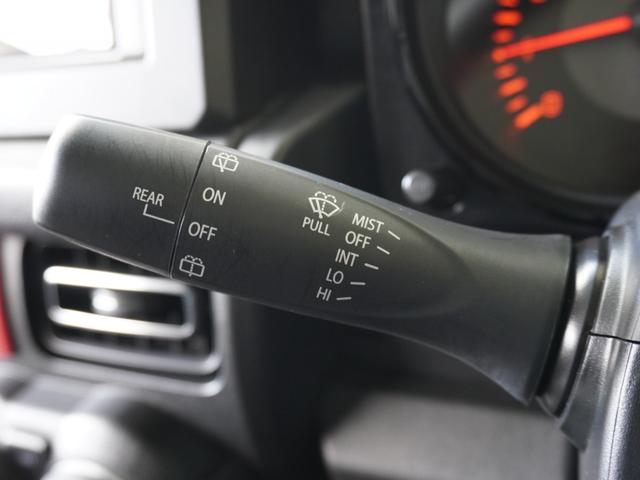 REAR
ON
OFF
PULL
MIST
OFF
INT
LO
HI